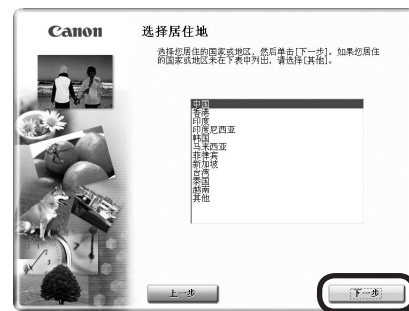 Canon
选择居住地
选择您居住的国家或地区，然后单击[下一步]。如果您居住
的国家或地区未在下表中列出，请选择[其他]。
中国
香港
印度
印度尼西亚
韩国
马来西亚
菲律宾
新加坡
台湾
泰国
越南
其他
上一步
下一步